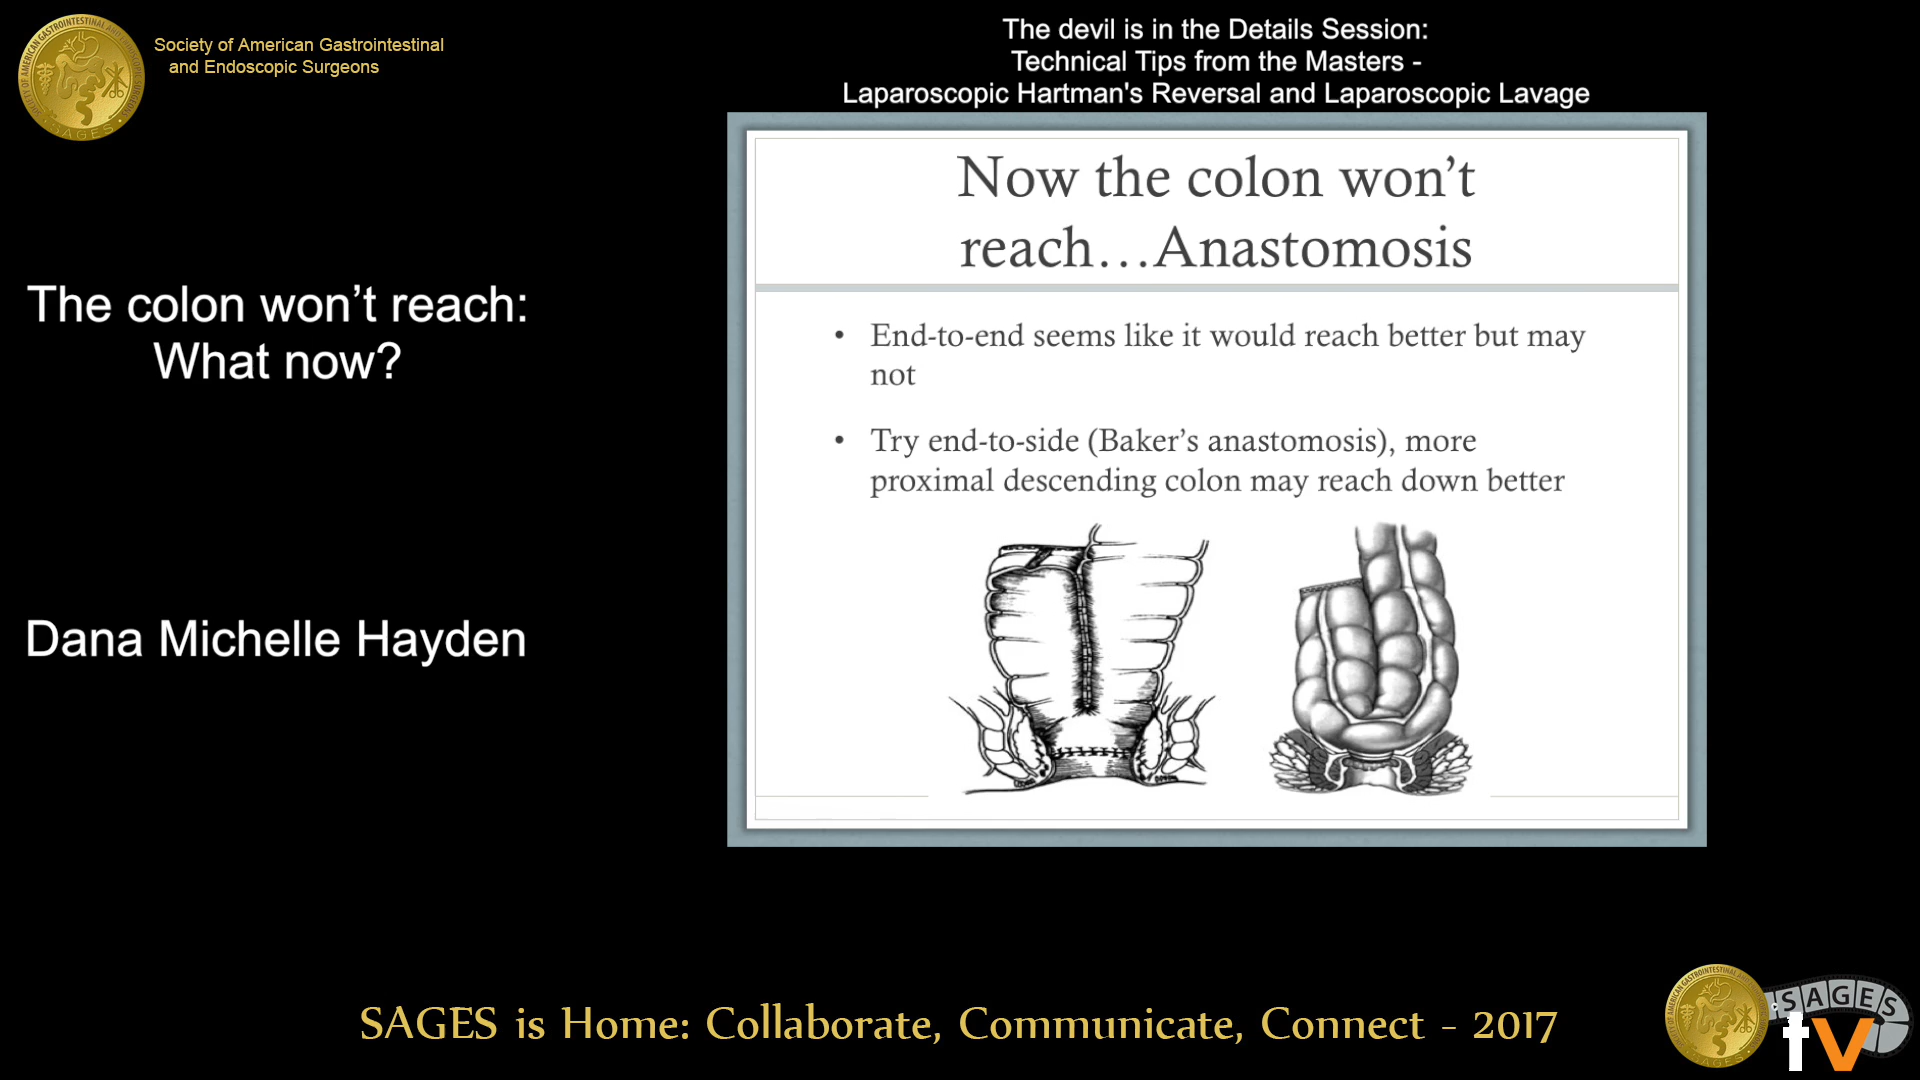 Society of American Gastrointestinal
and Endoscopic Surgeons
The devil is in the Details Session:
Technical Tips from the Masters -
Laparoscopic Hartman's Reversal and Laparoscopic Lavage
The colon won’t reach:
What now?
Dana Michelle Hayden
Now the colon won’t
reach…Anastomosis
• End-to-end seems like it would reach better but may
not
• Try end-to-side (Baker’s anastomosis), more
proximal descending colon may reach down better
SAGES is Home: Collaborate, Communicate, Connect - 2017
SAGES
tv